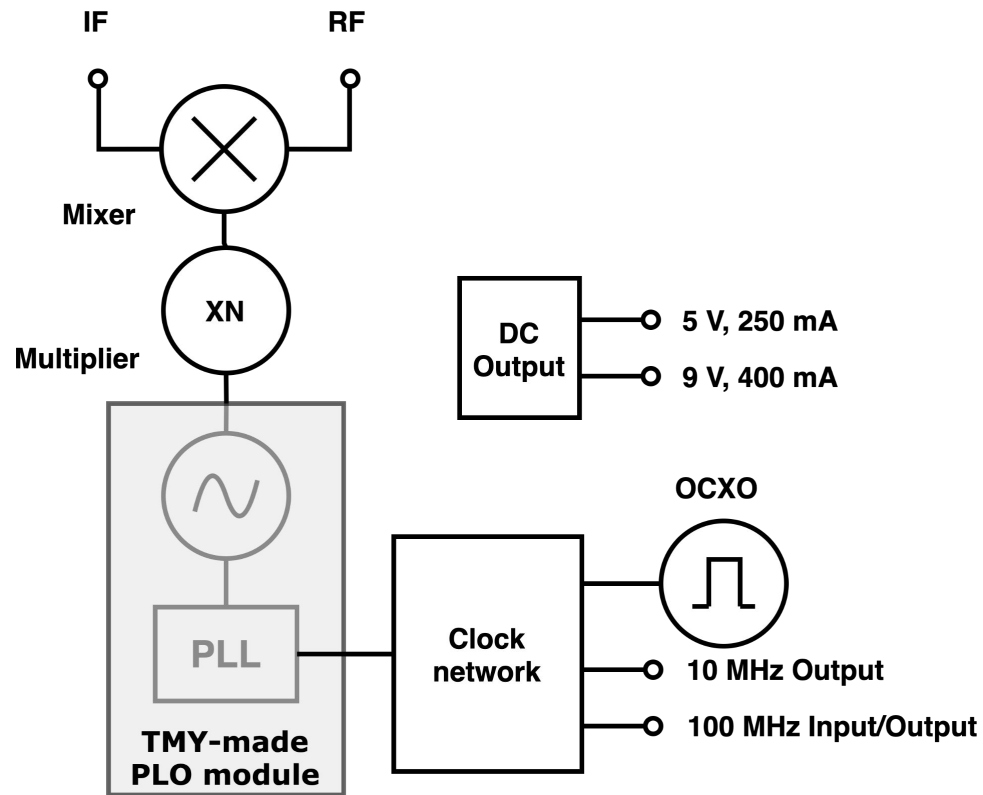 IF
RF
Mixer
XN
Multiplier
DC
Output
5 V, 250 mA
9 V, 400 mA
OCXO
PLL
Clock
network
10 MHz Output
100 MHz Input/Output
TMY-made
PLO module